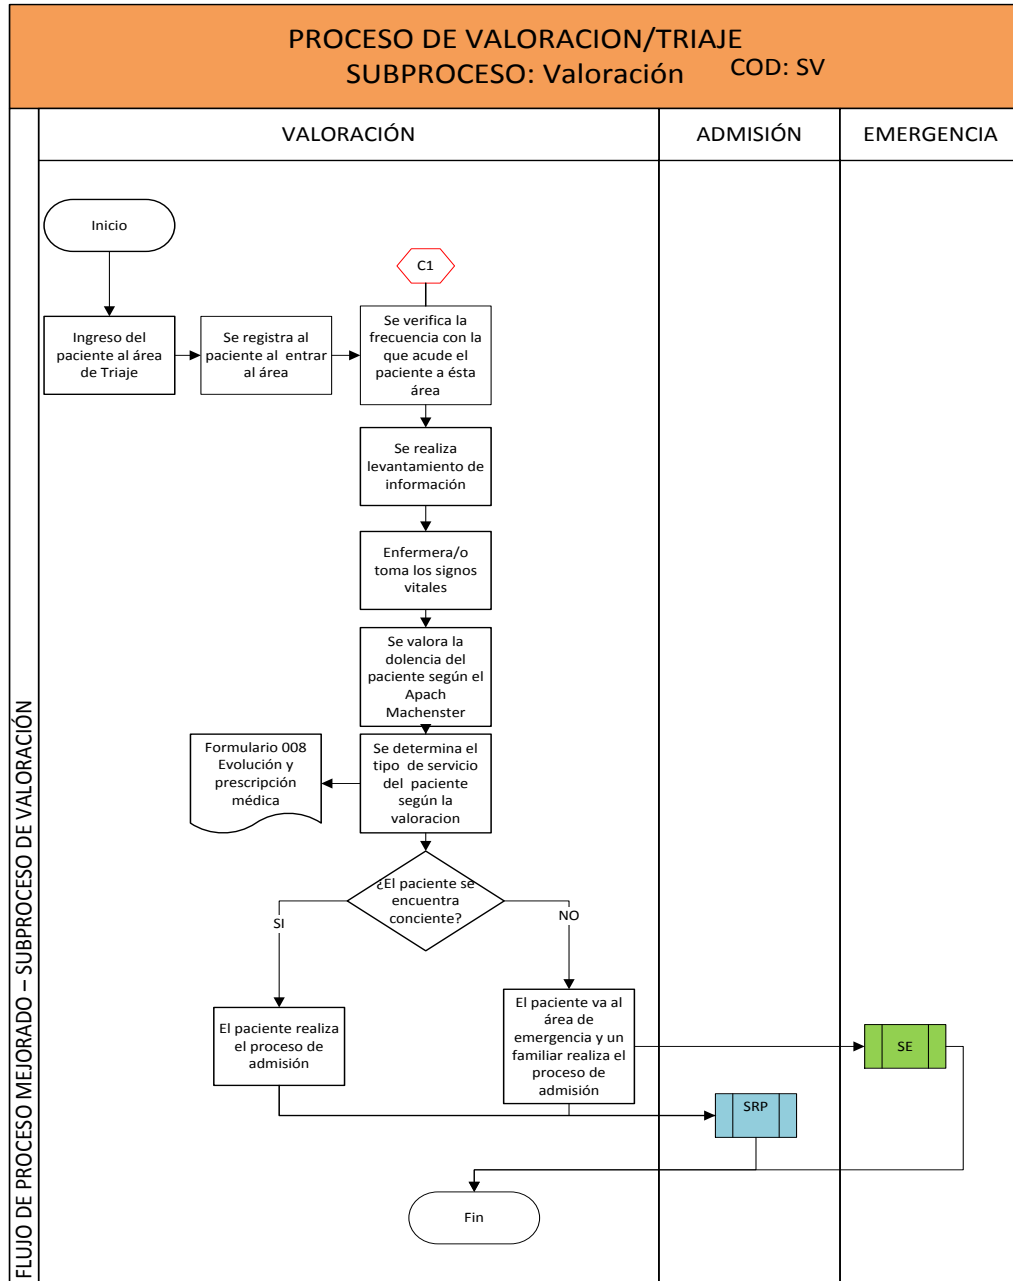 PROCESO DE VALORACION/TRIAJE
SUBPROCESO: Valoración
COD: SV
FLUJO DE PROCESO MEJORADO – SUBPROCESO DE VALORACIÓN
VALORACIÓN
ADMISIÓN
EMERGENCIA
Inicio
C1
Ingreso del
paciente al área
de Triaje
Se registra al
paciente al entrar
al área
Se verifica la
frecuencia con la
que acude el
paciente a ésta
área
Se realiza
levantamiento de
información
Enfermera/o
toma los signos
vitales
Se valora la
dolencia del
paciente según el
Apach
Machenster
Formulario 008
Evolución y
prescripción
médica
Se determina el
tipo de servicio
del paciente
según la
valoracion
¿El paciente se
encuentra
conciente?
SI
NO
El paciente realiza
el proceso de
admisión
El paciente va al
área de
emergencia y un
familiar realiza el
proceso de
admisión
SE
SRP
Fin